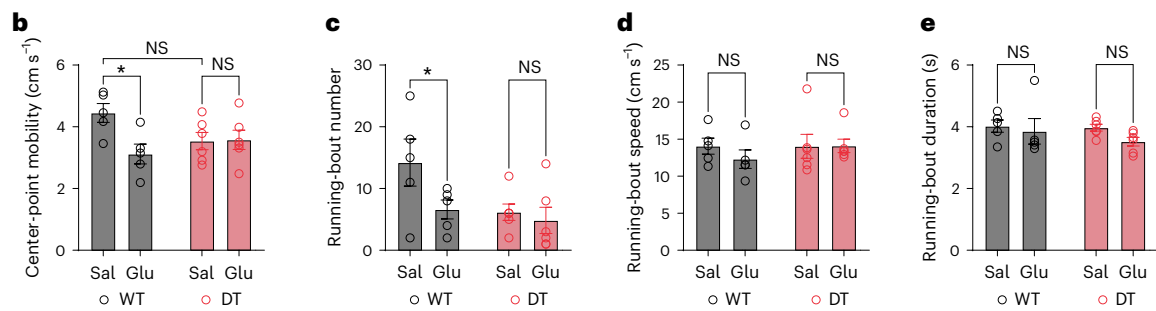 b
Center-point mobility (cm s⁻¹)
6
4
2
0
NS
*
NS
Sal Glu Sal Glu
WT DT
c
Running-bout number
30
20
10
0
*
NS
Sal Glu Sal Glu
WT DT
d
Running-bout speed (cm s⁻¹)
25
20
15
10
5
0
NS
NS
Sal Glu Sal Glu
WT DT
e
Running-bout duration (s)
6
4
2
0
NS
NS
Sal Glu Sal Glu
WT DT